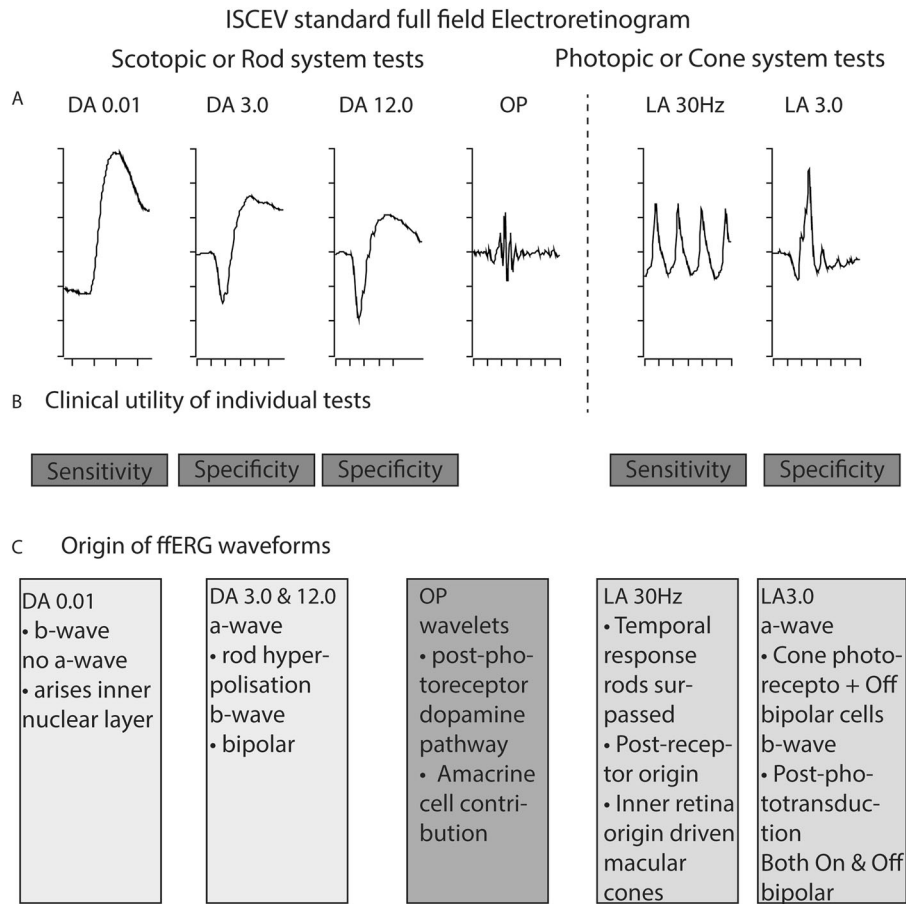 ISCEV standard full field Electroretinogram
Scotopic or Rod system tests
Photopic or Cone system tests
A
DA 0.01
DA 3.0
DA 12.0
OP
LA 30Hz
LA 3.0
B Clinical utility of individual tests
Sensitivity
Specificity
Specificity
Sensitivity
Specificity
C Origin of ffERG waveforms
DA 0.01
• b-wave
no a-wave
• arises inner
nuclear layer
DA 3.0 & 12.0
a-wave
• rod hyper-
polisation
b-wave
• bipolar
OP
wavelets
• post-pho-
toreceptor
dopamine
pathway
• Amacrine
cell contri-
bution
LA 30Hz
• Temporal
response
rods sur-
passed
• Post-recep-
tor origin
• Inner retina
origin driven
macular
cones
LA3.0
a-wave
• Cone photo-
recepto + Off
bipolar cells
b-wave
• Post-pho-
totransduc-
tion
Both On & Off
bipolar